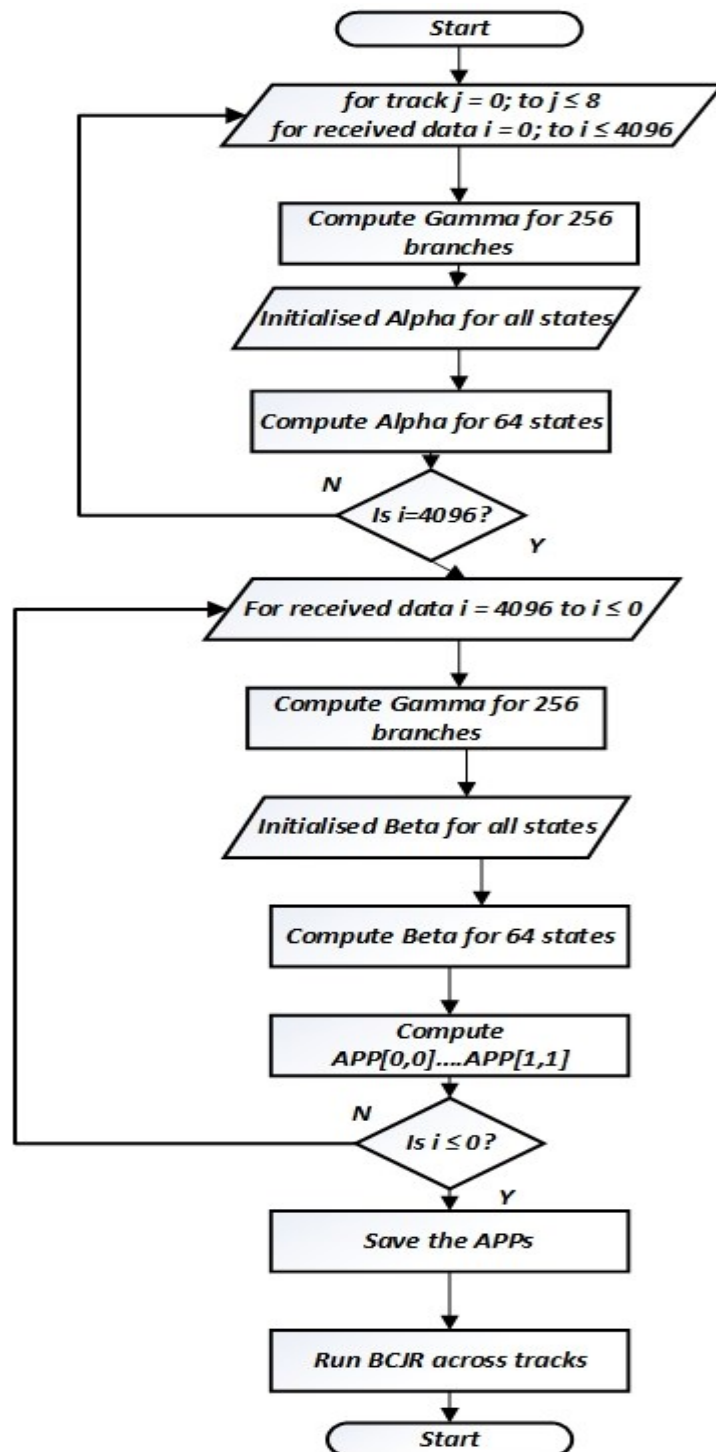 Start
for track j = 0; to j ≤ 8
for received data i = 0; to i ≤ 4096
Compute Gamma for 256
branches
Initialised Alpha for all states
Compute Alpha for 64 states
N
Is i=4096?
Y
For received data i = 4096 to i ≤ 0
Compute Gamma for 256
branches
Initialised Beta for all states
Compute Beta for 64 states
Compute
APP[0,0]....APP[1,1]
N
Is i ≤ 0?
Y
Save the APPs
Run BCJR across tracks
Start